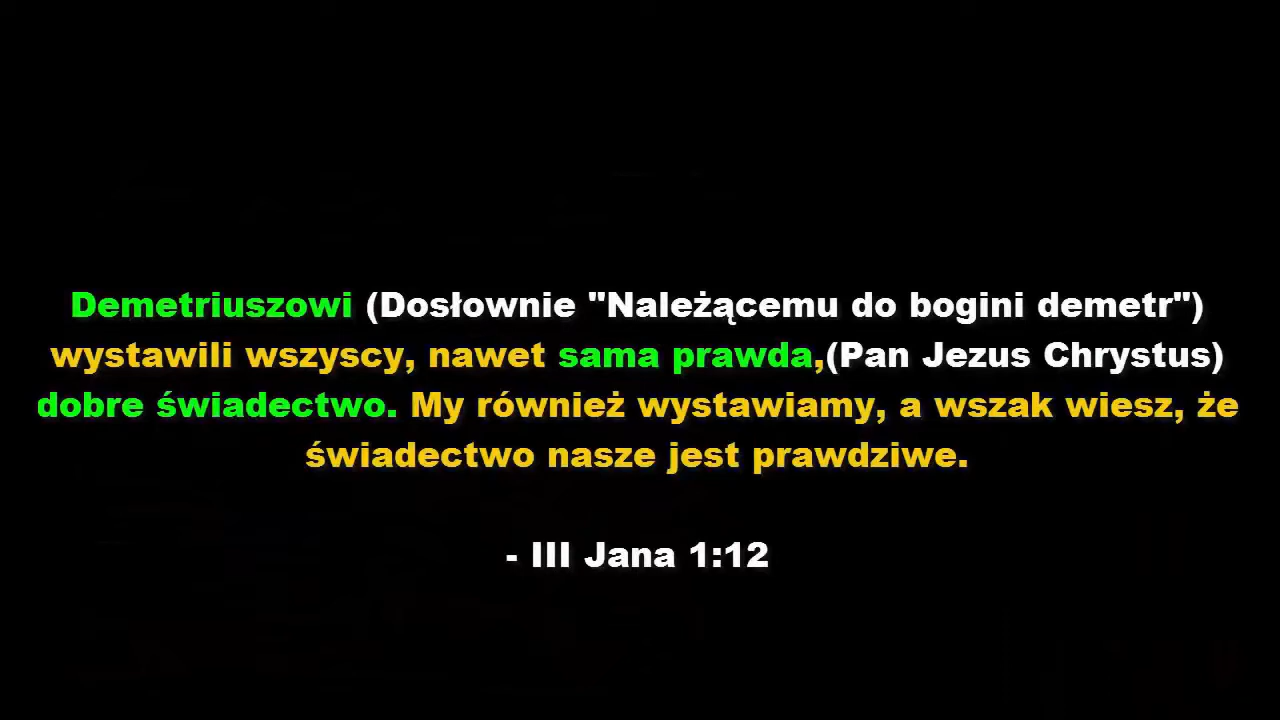 Demetriuszowi (Dosłownie "Należącemu do bogini demetr")
wystawili wszyscy, nawet sama prawda,(Pan Jezus Chrystus)
dobre świadectwo. My również wystawiamy, a wszak wiesz, że
świadectwo nasze jest prawdziwe.
- III Jana 1:12